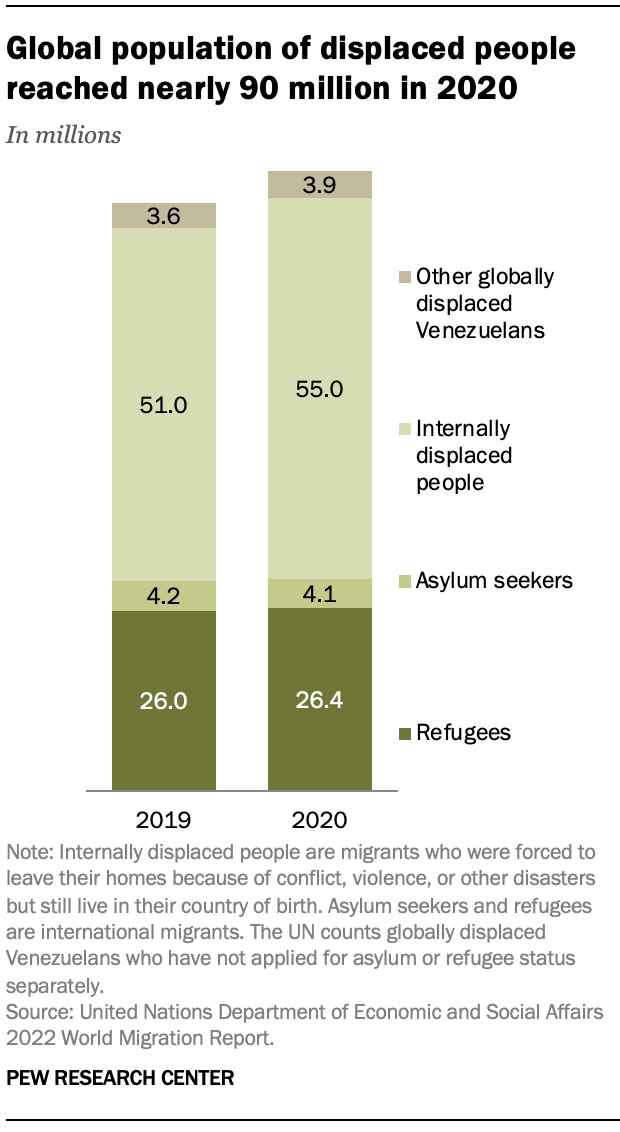 Global population of displaced people
reached nearly 90 million in 2020
In millions
3.6
3.9
Other globally
displaced
Venezuelans
51.0
55.0
Internally
displaced
people
4.2
4.1
Asylum seekers
26.0
26.4
Refugees
2019
2020
Note: Internally displaced people are migrants who were forced to
leave their homes because of conflict, violence, or other disasters
but still live in their country of birth. Asylum seekers and refugees
are international migrants. The UN counts globally displaced
Venezuelans who have not applied for asylum or refugee status
separately.
Source: United Nations Department of Economic and Social Affairs
2022 World Migration Report.
PEW RESEARCH CENTER